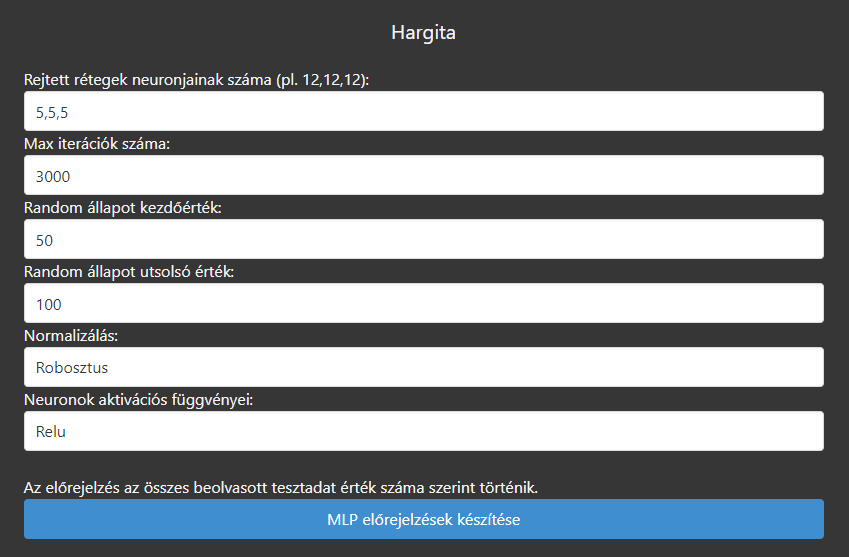 Hargita
Rejtett rétegek neuronjainak száma (pl. 12,12,12):
5,5,5
Max iterációk száma:
3000
Random állapot kezdőérték:
50
Random állapot utsolsó érték:
100
Normalizálás:
Robosztus
Neuronok aktivációs függvényei:
Relu
Az előrejelzés az összes beolvasott tesztadat érték száma szerint történik.
MLP előrejelzések készítése